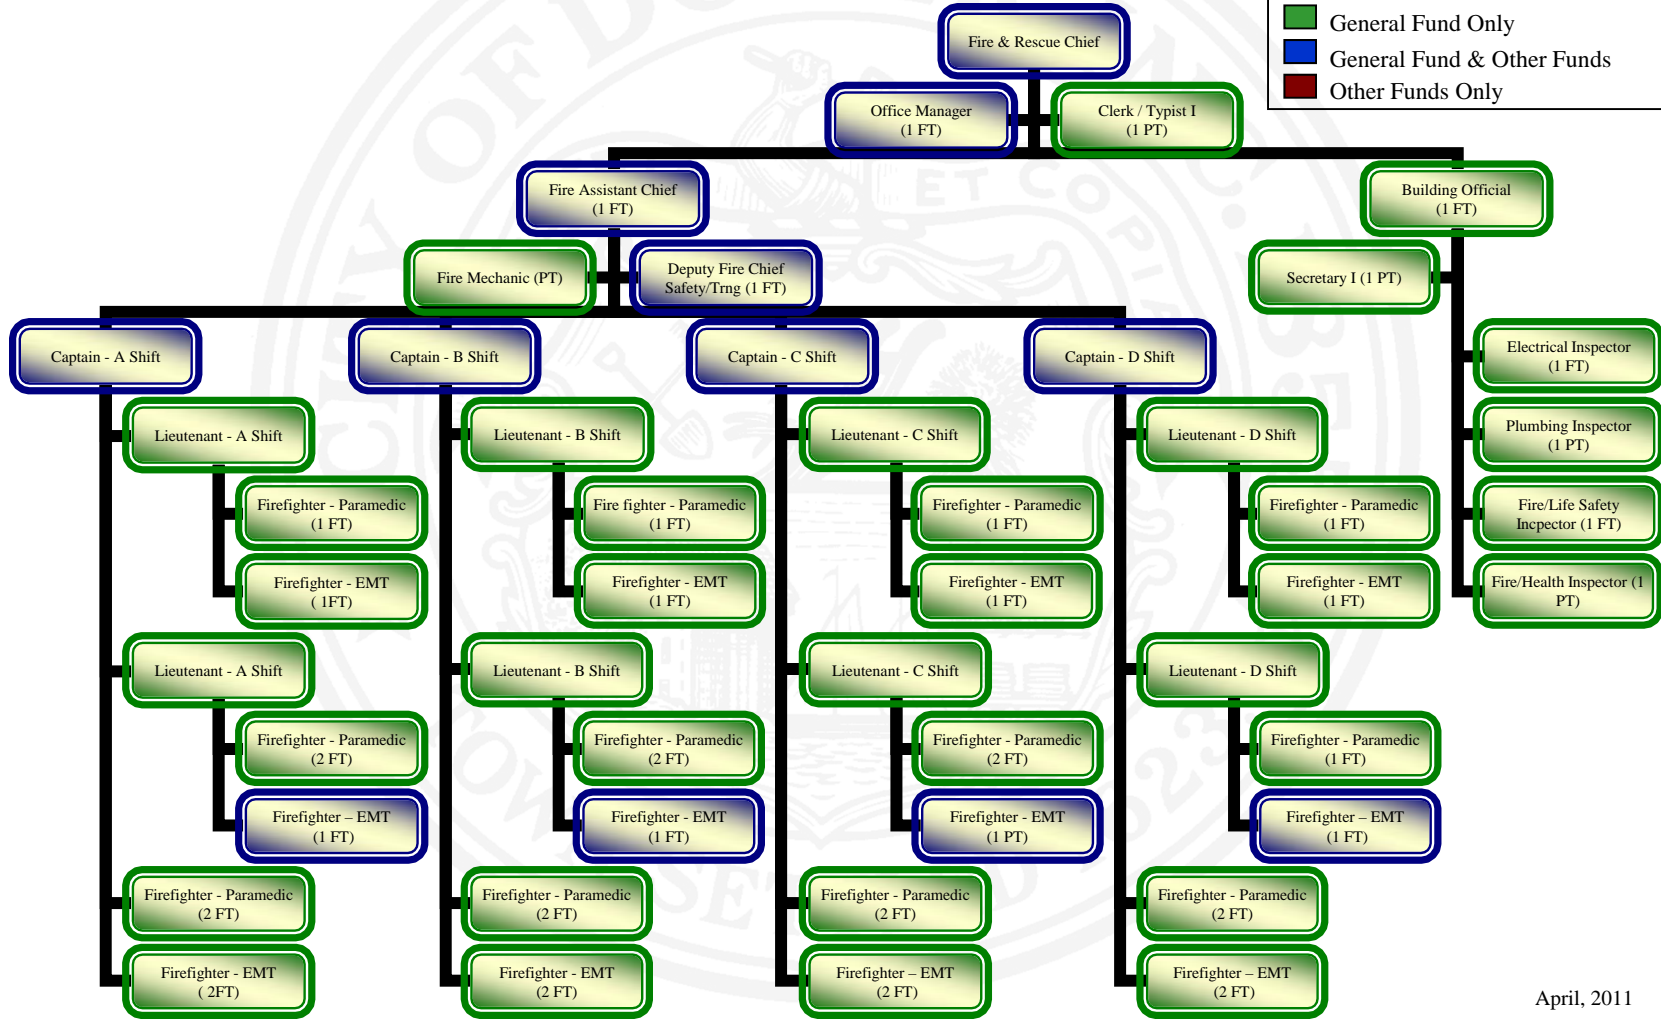 General Fund Only
General Fund & Other Funds
Other Funds Only
Fire & Rescue Chief
Office Manager
(1 FT)
Clerk / Typist I
(1 PT)
Fire Assistant Chief
(1 FT)
Building Official
(1 FT)
Fire Mechanic (PT)
Deputy Fire Chief
Safety/Trng (1 FT)
Secretary I (1 PT)
Captain - A Shift
Captain - B Shift
Captain - C Shift
Captain - D Shift
Electrical Inspector
(1 FT)
Lieutenant - A Shift
Lieutenant - B Shift
Lieutenant - C Shift
Lieutenant - D Shift
Plumbing Inspector
(1 PT)
Firefighter - Paramedic
(1 FT)
Fire fighter - Paramedic
(1 FT)
Firefighter - Paramedic
(1 FT)
Firefighter - Paramedic
(1 FT)
Fire/Life Safety
Incpector (1 FT)
Firefighter - EMT
( 1FT)
Firefighter - EMT
(1 FT)
Firefighter - EMT
(1 FT)
Firefighter - EMT
(1 FT)
Fire/Health Inspector (1
PT)
Lieutenant - A Shift
Lieutenant - B Shift
Lieutenant - C Shift
Lieutenant - D Shift
Firefighter - Paramedic
(2 FT)
Firefighter - Paramedic
(2 FT)
Firefighter - Paramedic
(2 FT)
Firefighter - Paramedic
(1 FT)
Firefighter – EMT
(1 FT)
Firefighter - EMT
(1 FT)
Firefighter - EMT
(1 PT)
Firefighter – EMT
(1 FT)
Firefighter - Paramedic
(2 FT)
Firefighter - Paramedic
(2 FT)
Firefighter - Paramedic
(2 FT)
Firefighter - Paramedic
(2 FT)
Firefighter - EMT
( 2FT)
Firefighter - EMT
(2 FT)
Firefighter – EMT
(2 FT)
Firefighter – EMT
(2 FT)
April, 2011